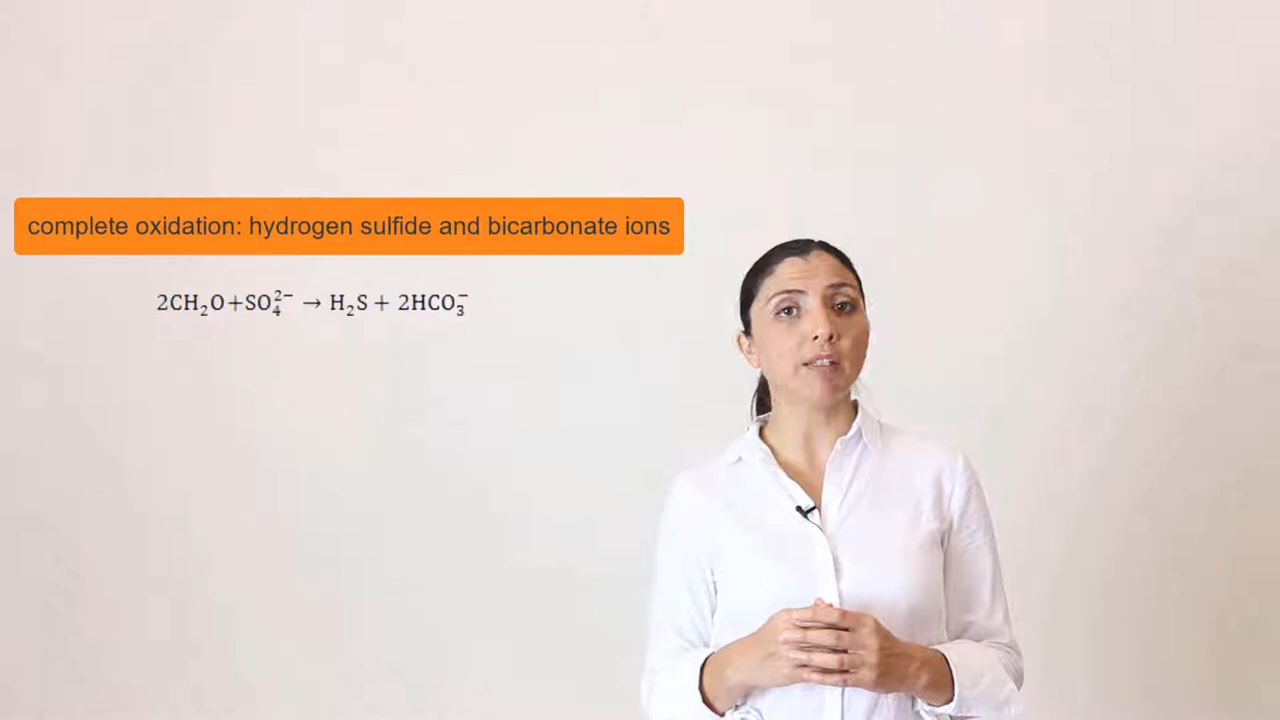 complete oxidation: hydrogen sulfide and bicarbonate ions
2CH₂O+SO₄²⁻ → H₂S + 2HCO₃⁻